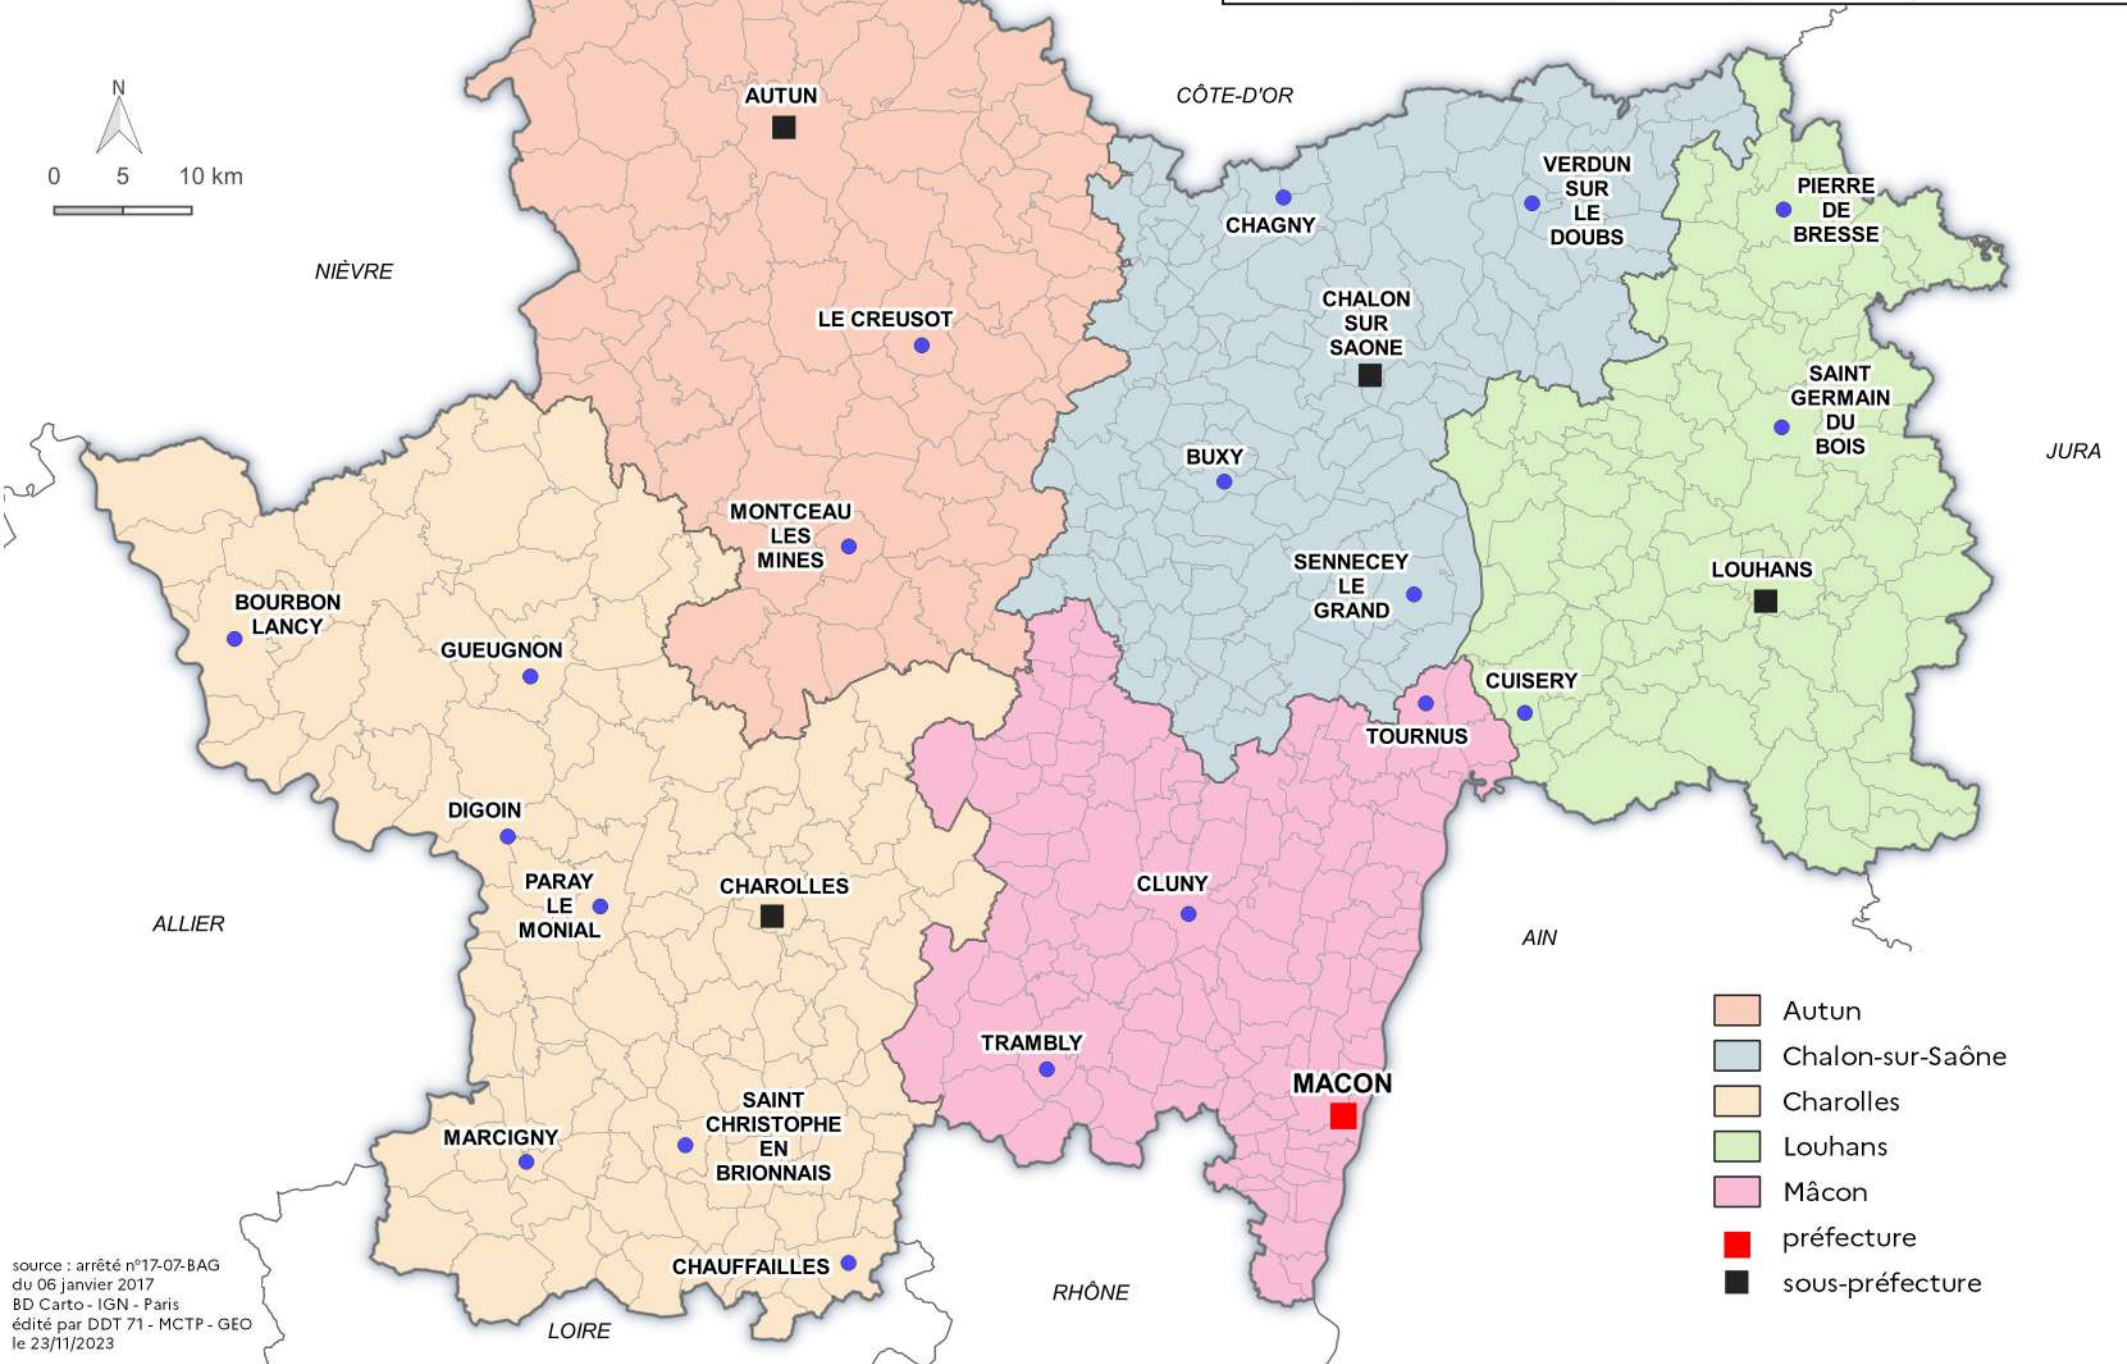 AUTUN
CÔTE-D'OR
N
0 5 10 km
VERDUN
SUR
LE
DOUBS
PIERRE
DE
BRESSE
CHAGNY
NIÈVRE
LE CREUSOT
CHALON
SUR
SAONE
SAINT
GERMAIN
DU
BOIS
JURA
BUXY
MONTCEAU
LES
MINES
SENNECEY
LE
GRAND
LOUHANS
BOURBON
LANCY
GUEUGNON
CUISERY
TOURNUS
DIGOIN
PARAY
LE
MONIAL
CHAROLLES
CLUNY
ALLIER
AIN
TRAMBLY
MACON
SAINT
CHRISTOPHE
EN
BRIONNAIS
MARCIGNY
CHAUFFAILLES
RHÔNE
LOIRE
Autun
Chalon-sur-Saône
Charolles
Louhans
Mâcon
préfecture
sous-préfecture
source : arrêté n°17-07-BAG
du 06 janvier 2017
BD Carto - IGN - Paris
édité par DDT 71 - MCTP - GEO
le 23/11/2023